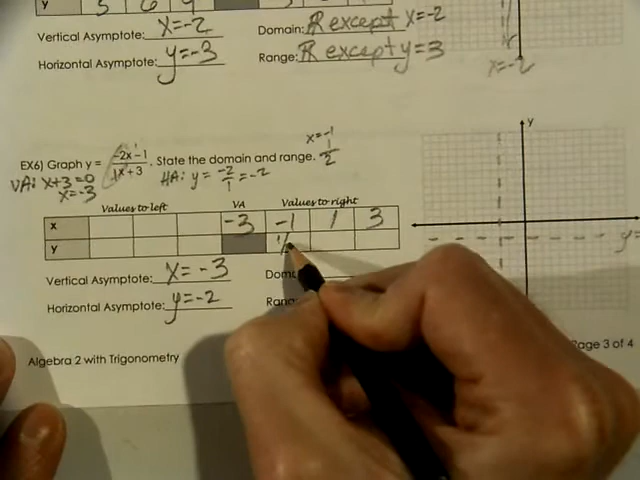 Y 5 6 9
Vertical Asymptote: x=-2 Domain: ℝ except x=-2
Horizontal Asymptote: y=-3 Range: ℝ except y=3
x=-2
y
x=-1
EX6) Graph y = -2x-1 / 1x+3. State the domain and range. 1/2
VA: x+3=0 HA: y = -2/1 = -2
x=-3
Values to left VA Values to right
x -3 -1 1 3
Y
y=
Vertical Asymptote: x = -3
Horizontal Asymptote: y=-2
Algebra 2 with Trigonometry Page 3 of 4